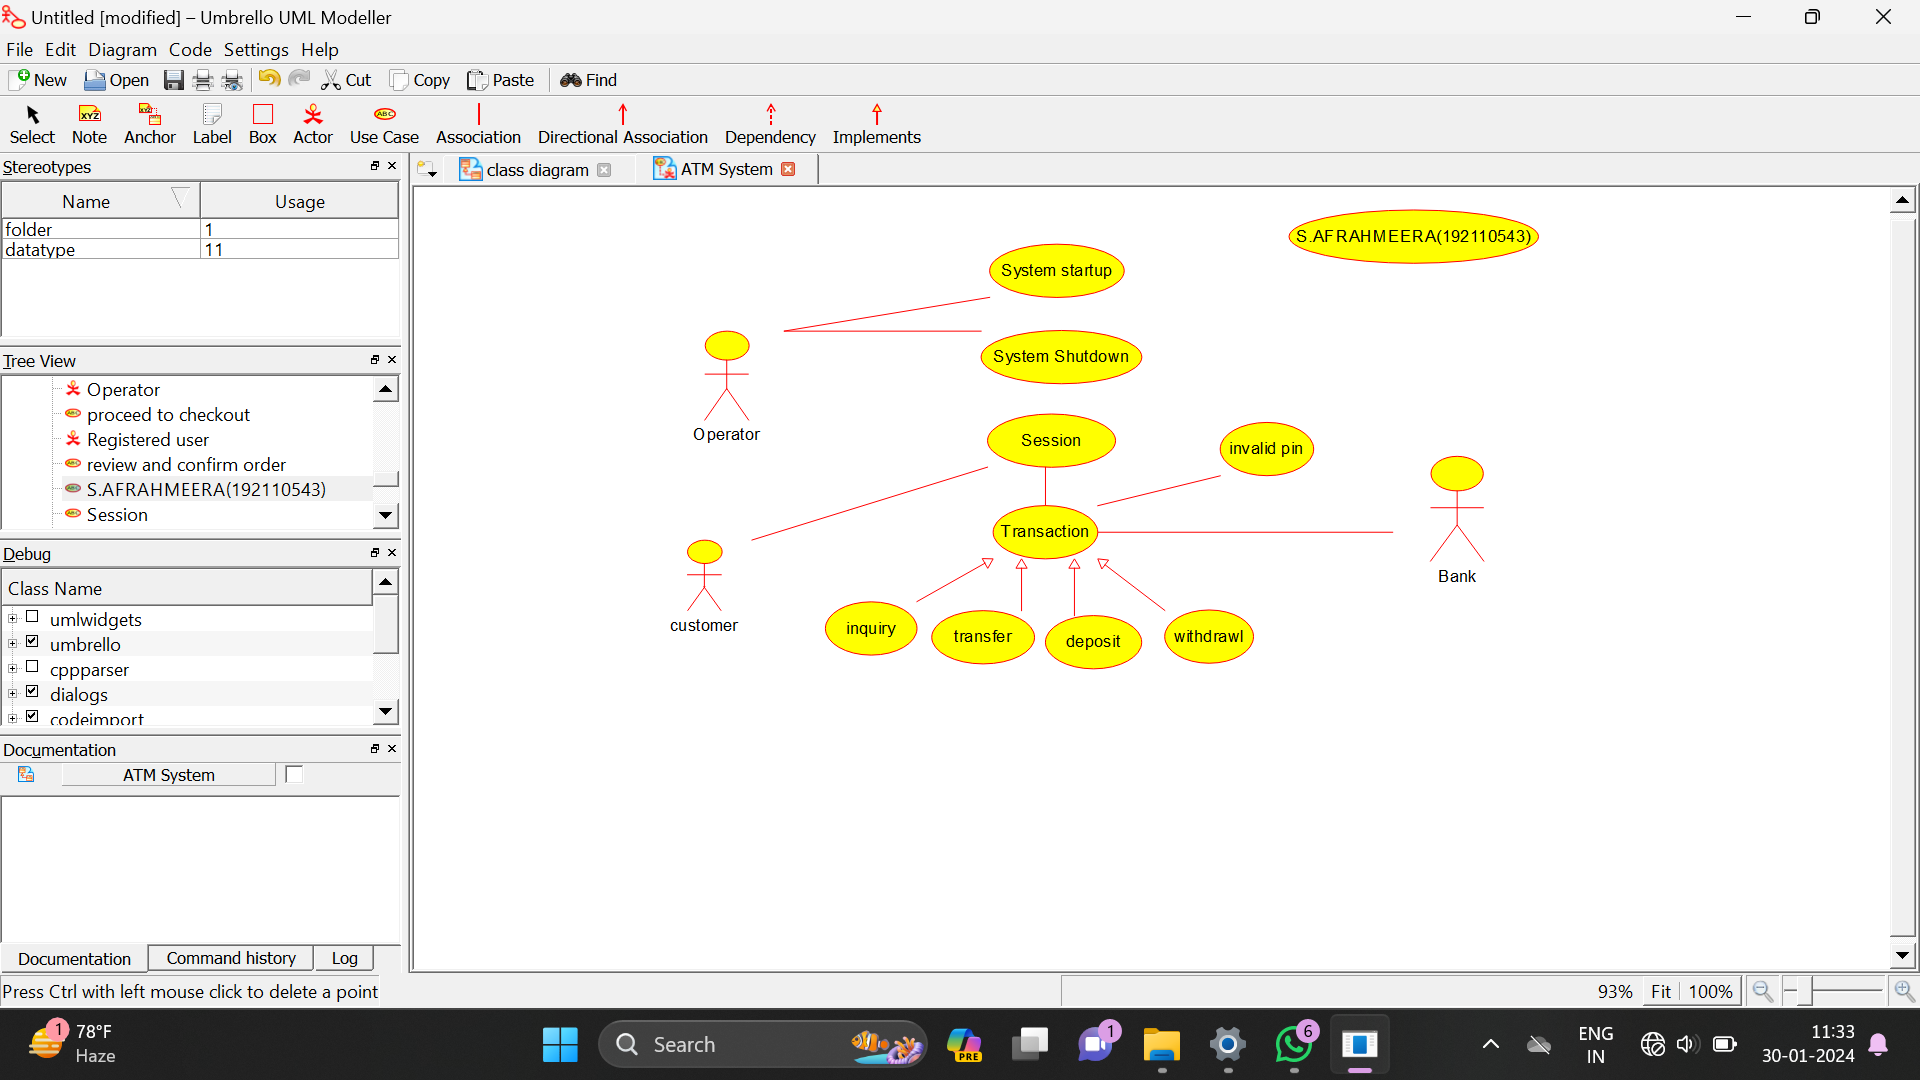 Untitled [modified] – Umbrello UML Modeller
File Edit Diagram Code Settings Help
New Open Cut Copy Paste Find
Select Note Anchor Label Box Actor Use Case Association Directional Association Dependency Implements
Stereotypes
class diagram
ATM System
Name Usage
folder 1
datatype 11
Tree View
Operator
proceed to checkout
Registered user
review and confirm order
S.AFRAHMEERA(192110543)
Session
Debug
Class Name
umlwidgets
umbrello
cppparser
dialogs
codeimport
Documentation
ATM System
Documentation Command history Log
Press Ctrl with left mouse click to delete a point
S.AFRAHMEERA(192110543)
System startup
System Shutdown
Operator
Session
invalid pin
Transaction
Bank
customer
inquiry
transfer
deposit
withdrawl
93% Fit 100%
1
78°F
Haze
Search
PRE
1
6
ENG
IN
11:33
30-01-2024